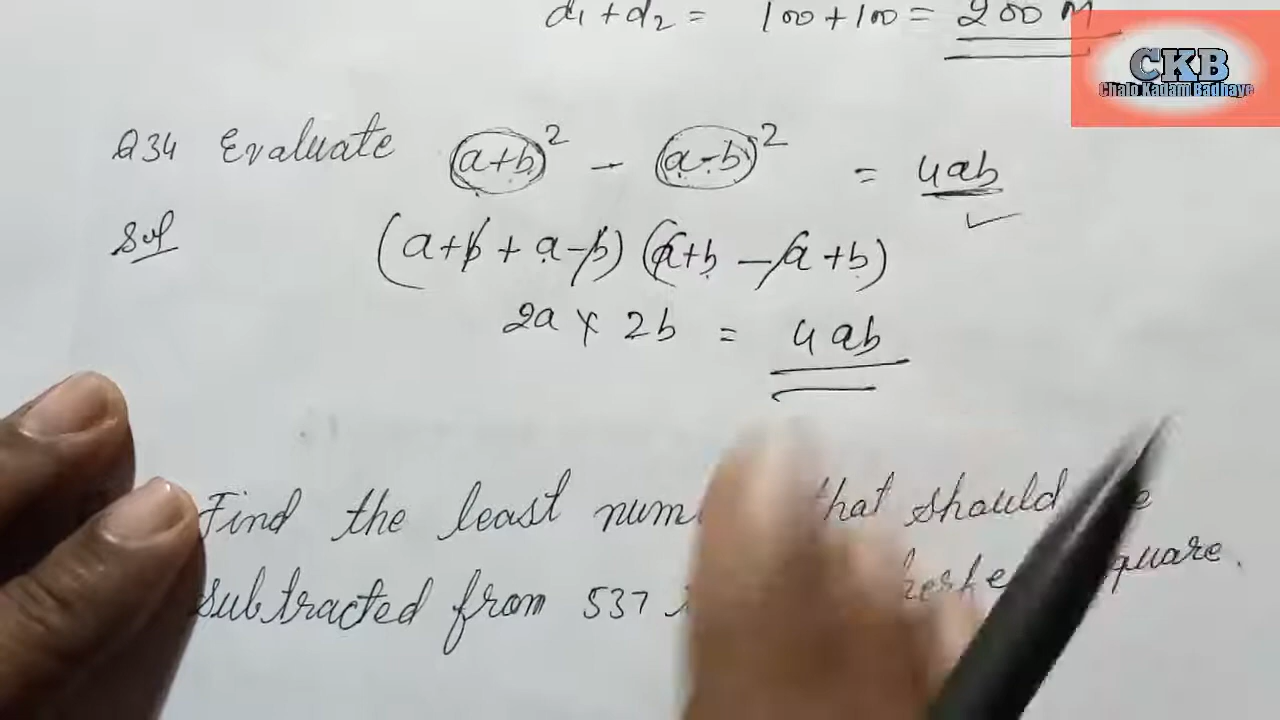 d₁ + d₂ = 100 + 100 = 200 m
CKB
Chalo Kadam Badhaye
Q34 Evaluate (a+b)² - (a-b)² = 4ab
Sol
(a+b + a-b) (a+b - a+b)
2a × 2b = 4ab
Find the least that should
subtracted from 537